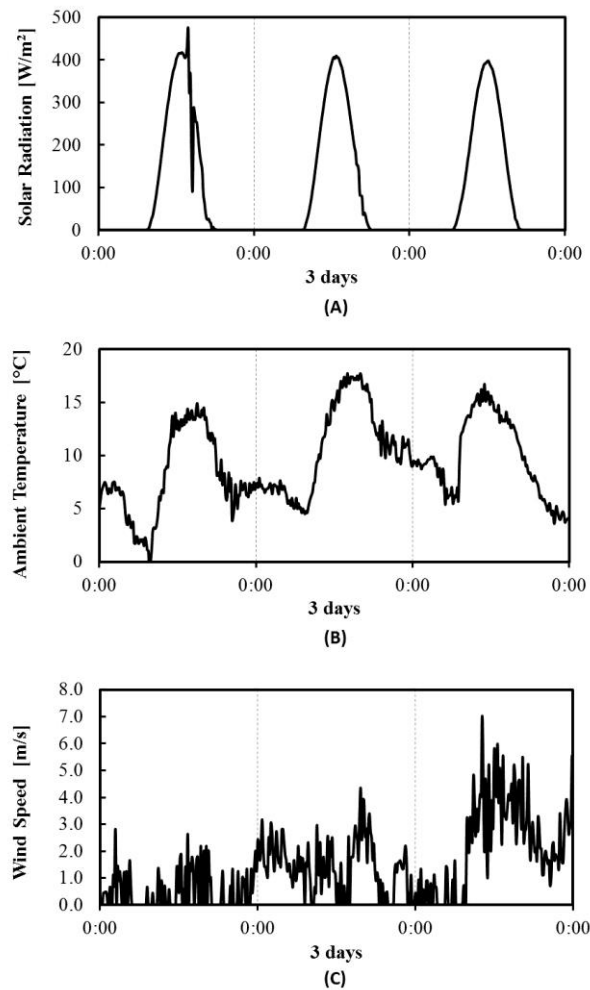 Solar Radiation [W/m²]
500
400
300
200
100
0
0:00 0:00 0:00 0:00
3 days
(A)
Ambient Temperature [°C]
20
15
10
5
0
0:00 0:00 0:00 0:00
3 days
(B)
Wind Speed [m/s]
8.0
7.0
6.0
5.0
4.0
3.0
2.0
1.0
0.0
0:00 0:00 0:00 0:00
3 days
(C)